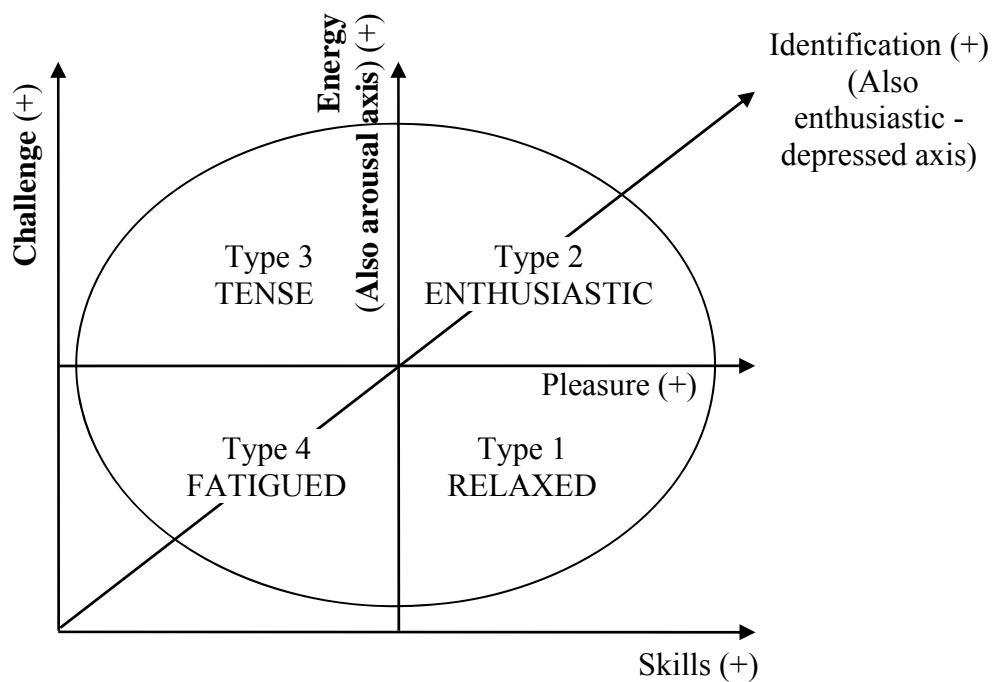 Challenge (+)
Energy
(Also arousal axis) (+)
Identification (+)
(Also
enthusiastic -
depressed axis)
Type 3
TENSE
Type 2
ENTHUSIASTIC
Pleasure (+)
Type 4
FATIGUED
Type 1
RELAXED
Skills (+)